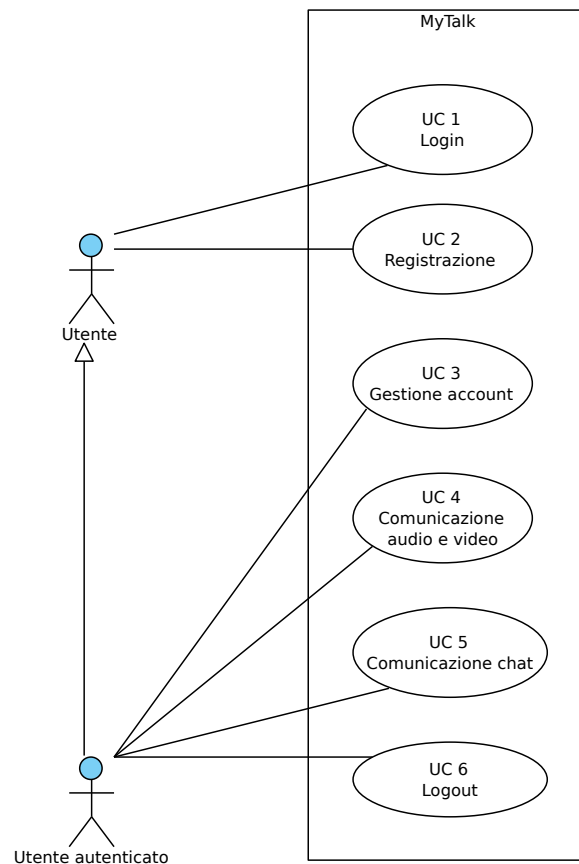 MyTalk
UC 1
Login
UC 2
Registrazione
Utente
UC 3
Gestione account
UC 4
Comunicazione
audio e video
UC 5
Comunicazione chat
UC 6
Logout
Utente autenticato